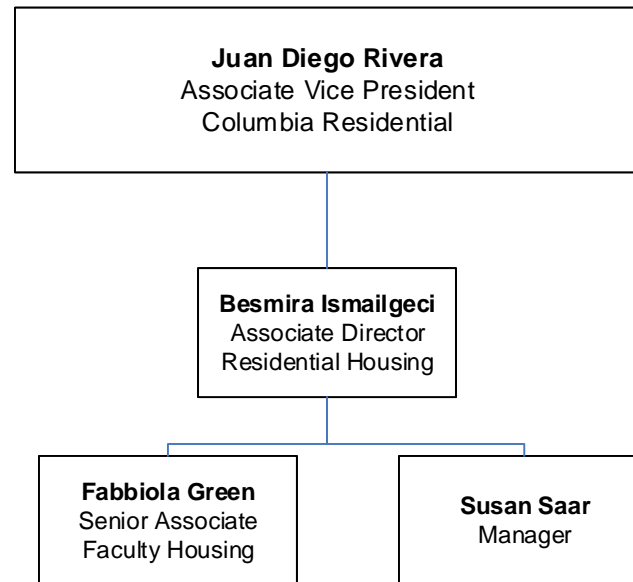 Juan Diego Rivera
Associate Vice President
Columbia Residential
Besmira Ismailgeci
Associate Director
Residential Housing
Fabbiola Green
Senior Associate
Faculty Housing
Susan Saar
Manager